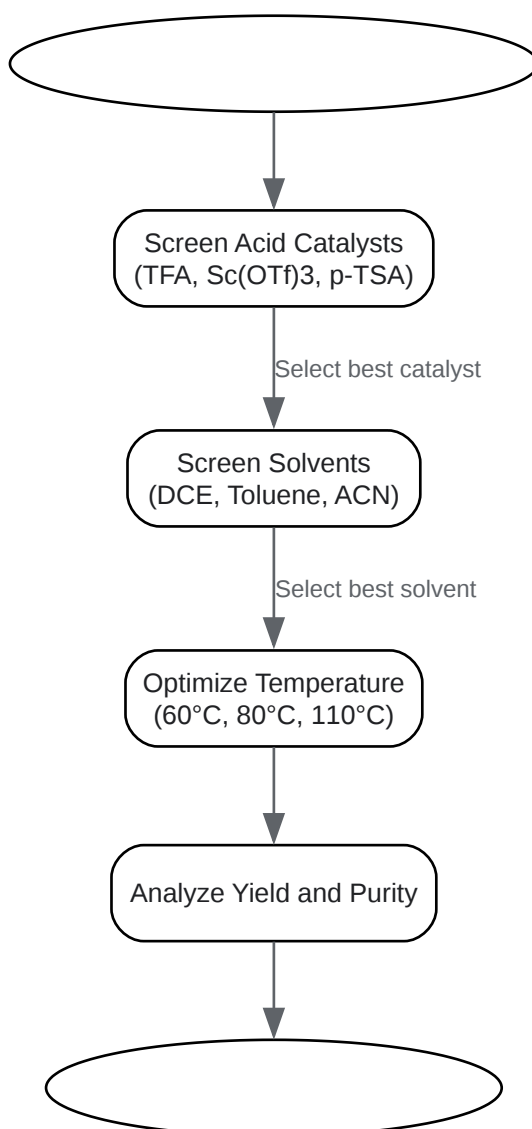 Screen Acid Catalysts
(TFA, Sc(OTf)3, p-TSA)
Select best catalyst
Screen Solvents
(DCE, Toluene, ACN)
Select best solvent
Optimize Temperature
(60°C, 80°C, 110°C)
Analyze Yield and Purity